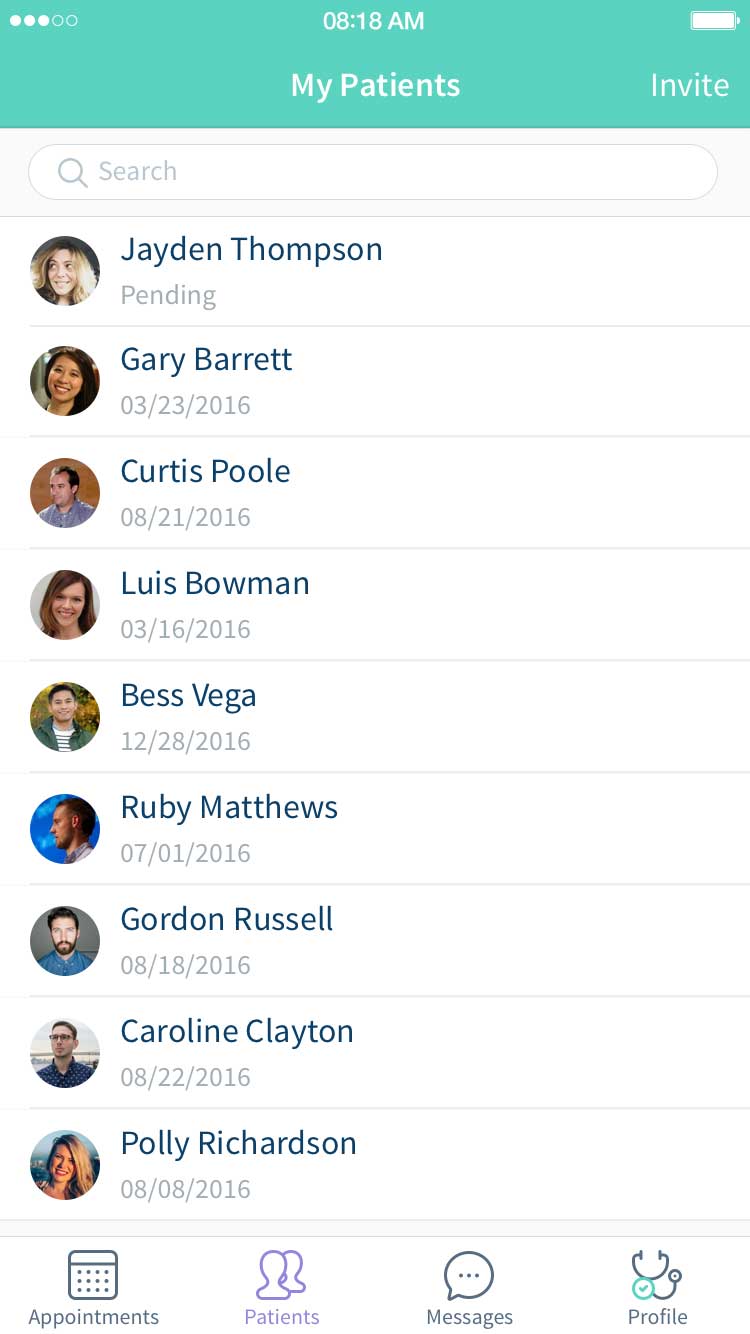 08:18 AM
My Patients
Invite
Search
Jayden Thompson
Pending
Gary Barrett
03/23/2016
Curtis Poole
08/21/2016
Luis Bowman
03/16/2016
Bess Vega
12/28/2016
Ruby Matthews
07/01/2016
Gordon Russell
08/18/2016
Caroline Clayton
08/22/2016
Polly Richardson
08/08/2016
Appointments
Patients
Messages
Profile